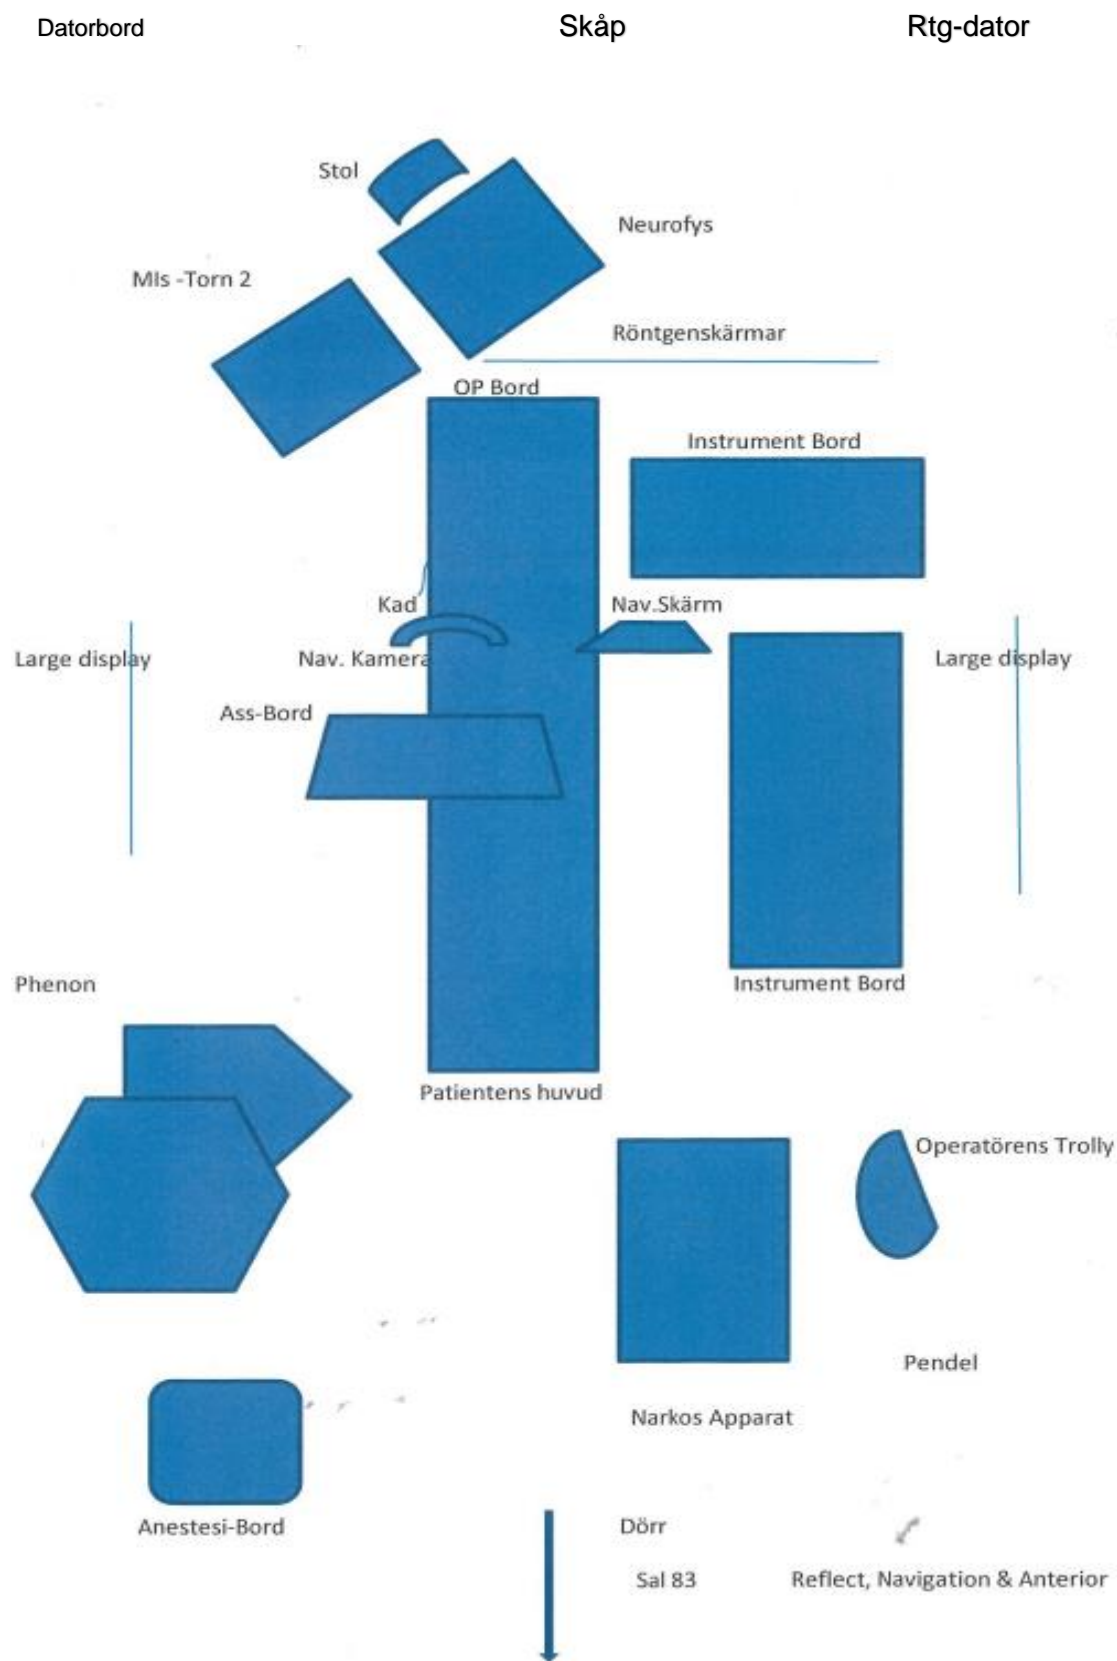 Datorbord
Skåp
Rtg-dator
Stol
Neurofys
MIs -Torn 2
Röntgenskärmar
OP Bord
Instrument Bord
Kad
Nav.Skärm
Large display
Nav. Kamera
Large display
Ass-Bord
Phenon
Instrument Bord
Patientens huvud
Operatörens Trolly
Pendel
Narkos Apparat
Anestesi-Bord
Dörr
Sal 83
Reflect, Navigation & Anterior